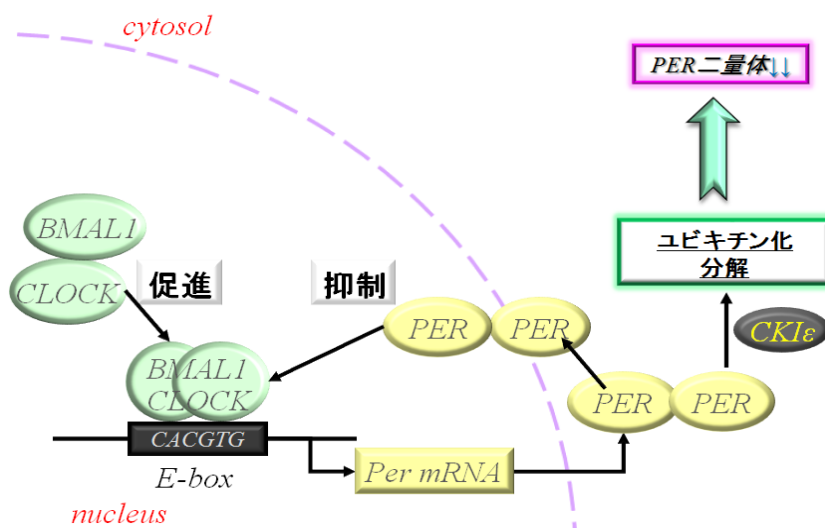 cytosol
PER二量体↓↓
BMAL1
CLOCK
促進
抑制
ユビキチン化
分解
PER
PER
CKIε
BMAL1
CLOCK
PER
PER
CACGTG
E-box
Per mRNA
nucleus